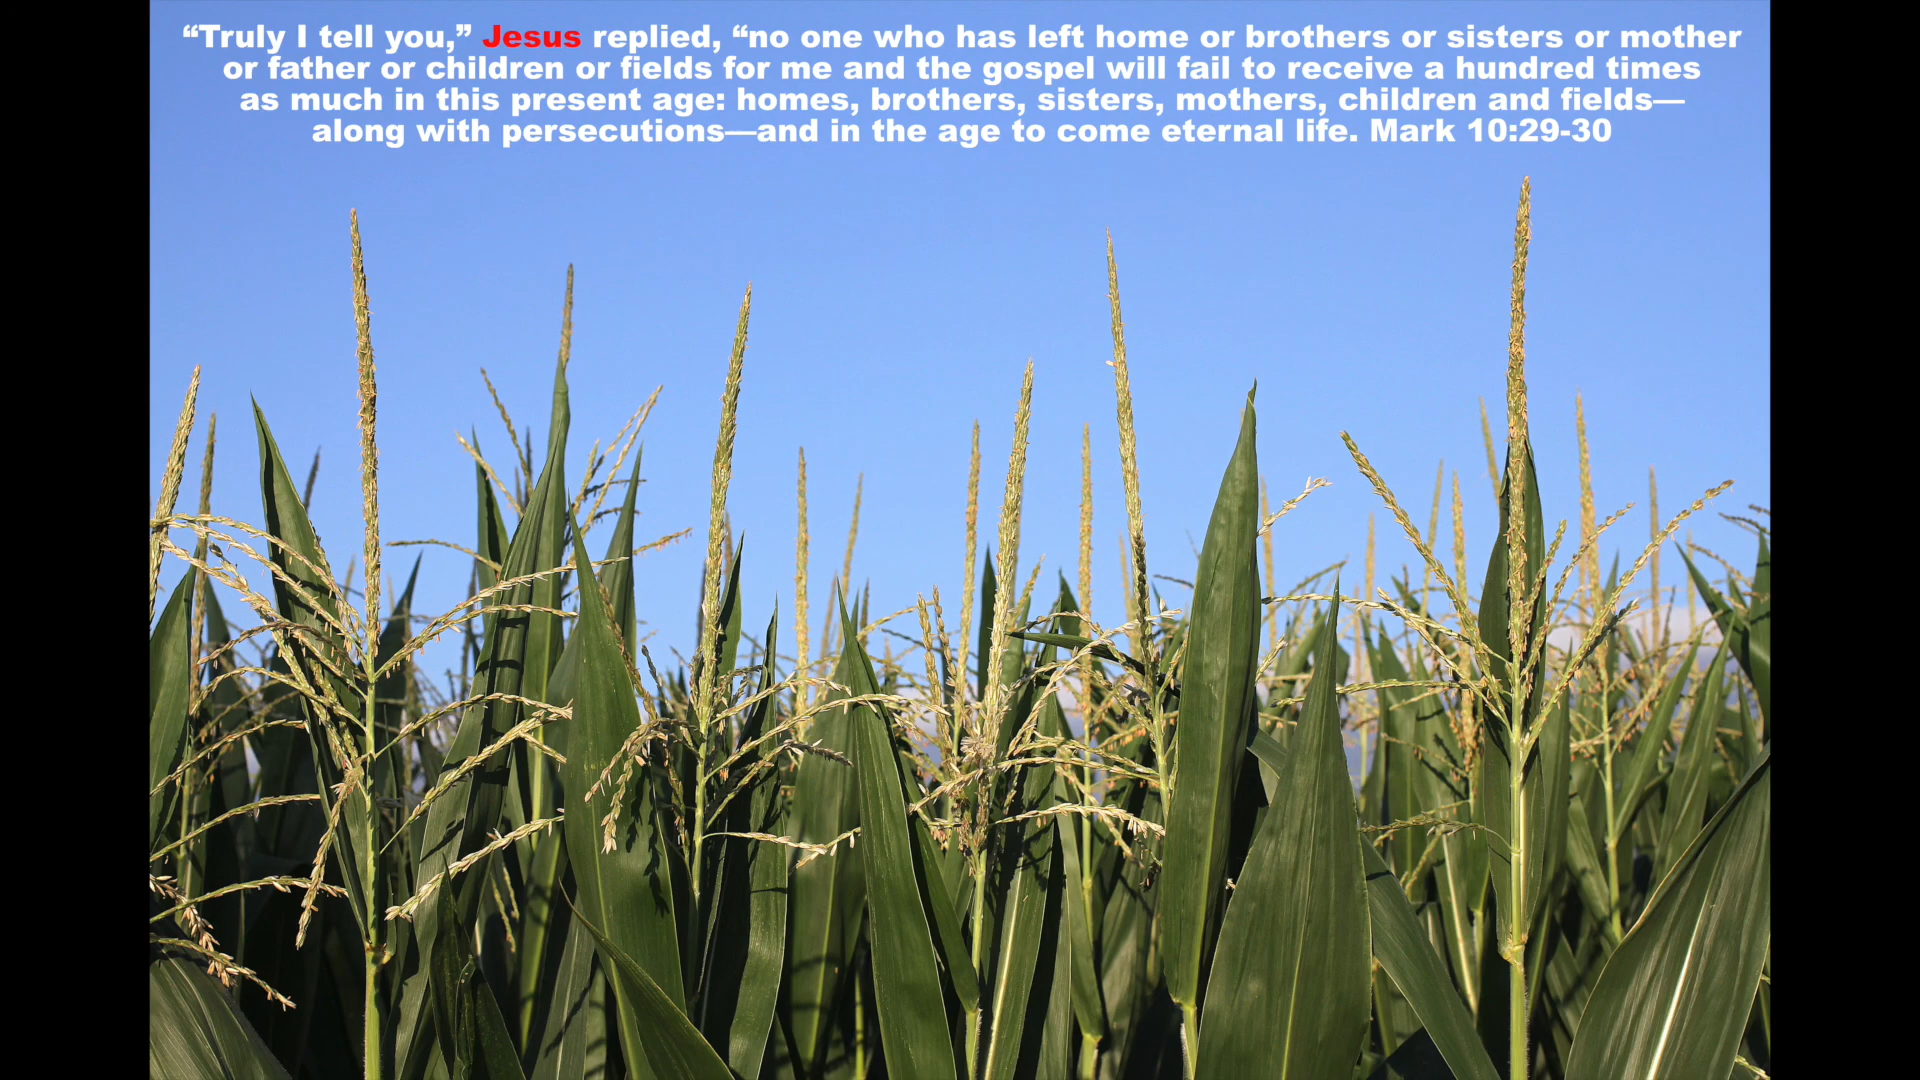 “Truly I tell you,” Jesus replied, “no one who has left home or brothers or sisters or mother
or father or children or fields for me and the gospel will fail to receive a hundred times
as much in this present age: homes, brothers, sisters, mothers, children and fields—
along with persecutions—and in the age to come eternal life. Mark 10:29-30